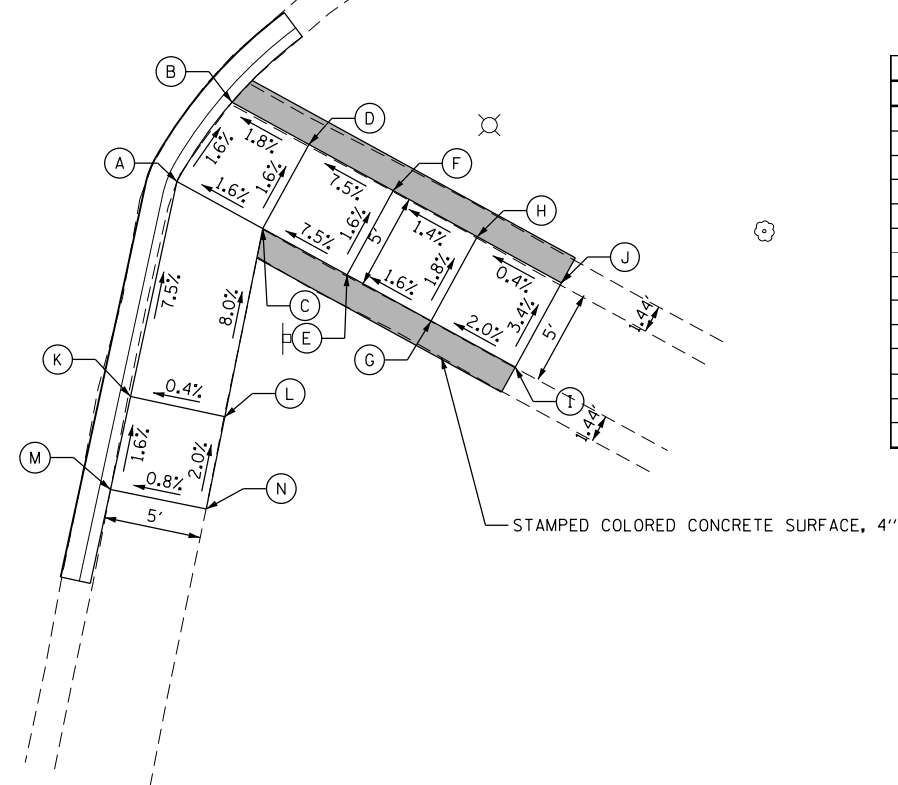 B
D
1.8%
1.6%
1.6%
A
F
1.6%
7.5%
1.6%
5'
H
7.5%
1.4%
1.8%
J
1.6%
0.4%
3.4%
7.5%
8.0%
C
E
2.0%
5'
1.44'
G
K
0.4%
L
I
1.44'
M
1.6%
2.0%
0.8%
N
5'
STAMPED COLORED CONCRETE SURFACE, 4"